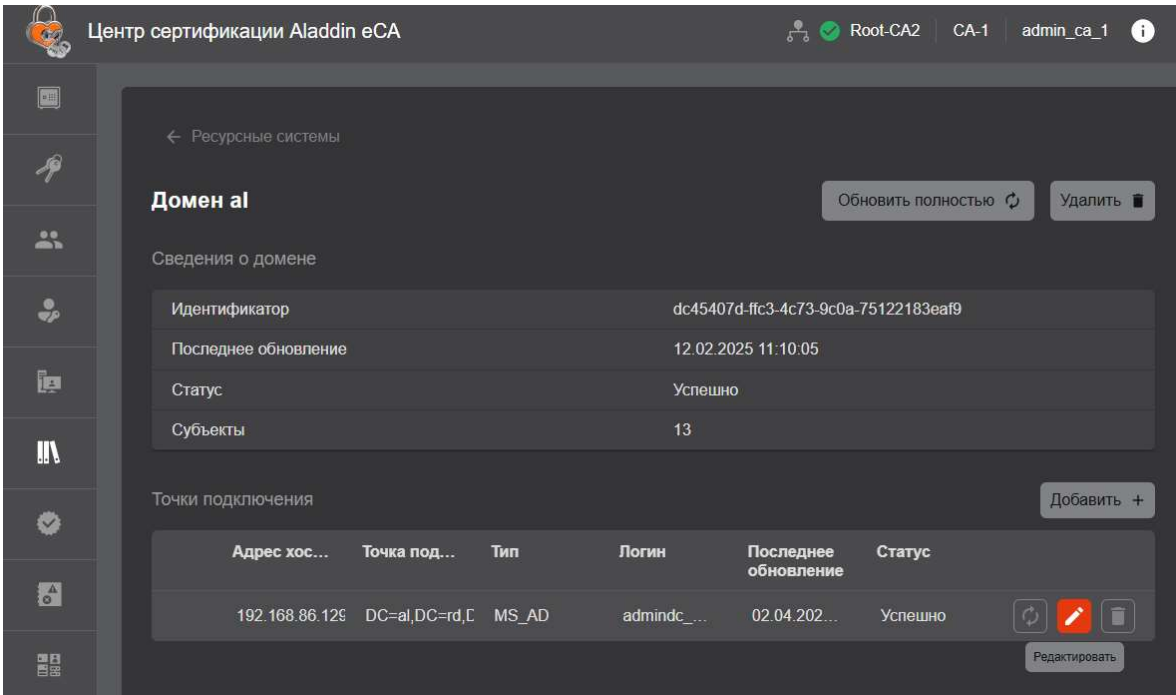 Центр сертификации Aladdin eCA
Root-CA2
CA-1
admin_ca_1
← Ресурсные системы
Домен al
Обновить полностью
Удалить
Сведения о домене
Идентификатор dc45407d-ffc3-4c73-9c0a-75122183eaf9
Последнее обновление 12.02.2025 11:10:05
Статус Успешно
Субъекты 13
Точки подключения
Добавить +
Адрес хос... Точка под... Тип Логин Последнее обновление Статус
192.168.86.129 DC=al,DC=rd,D MS_AD admindc_... 02.04.202... Успешно
Редактировать